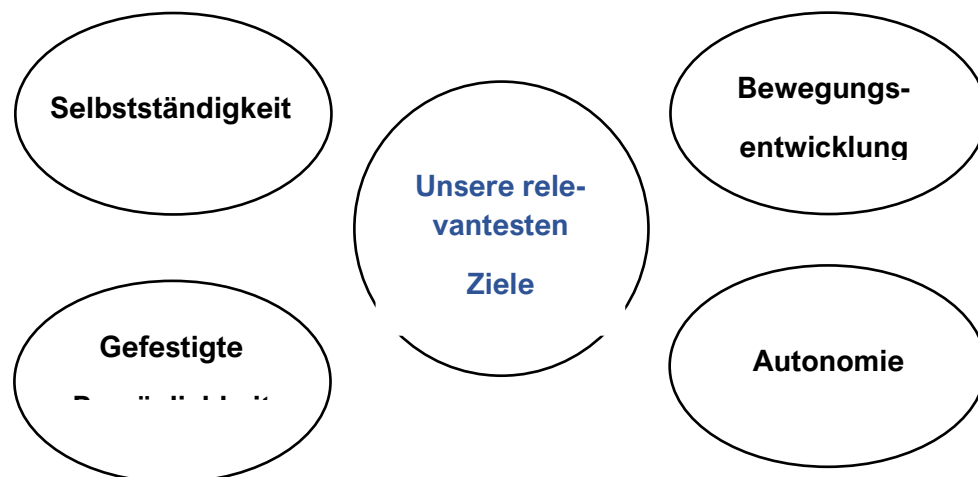 Selbstständigkeit
Bewegungs-
entwicklung
Unsere rele-
vantesten
Ziele
Gefestigte
Autonomie